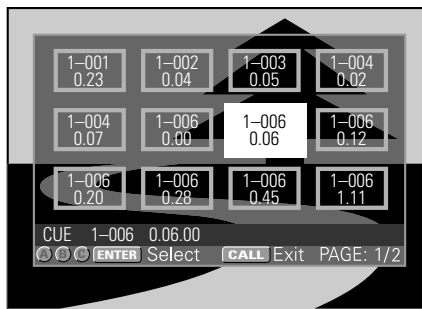 1–001 1–002 1–003 1–004
0.23 0.04 0.05 0.02
1–004 1–006 1–006 1–006
0.07 0.00 0.06 0.12
1–006 1–006 1–006 1–006
0.20 0.28 0.45 1.11
CUE 1–006 0.06.00
A B C ENTER Select CALL Exit PAGE: 1/2